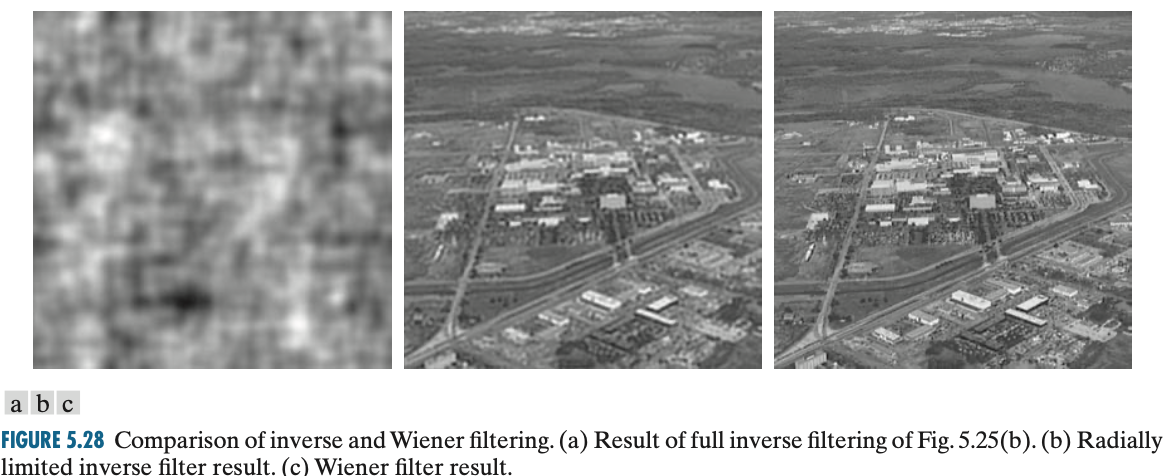 a b c
FIGURE 5.28 Comparison of inverse and Wiener filtering. (a) Result of full inverse filtering of Fig. 5.25(b). (b) Radially
limited inverse filter result. (c) Wiener filter result.